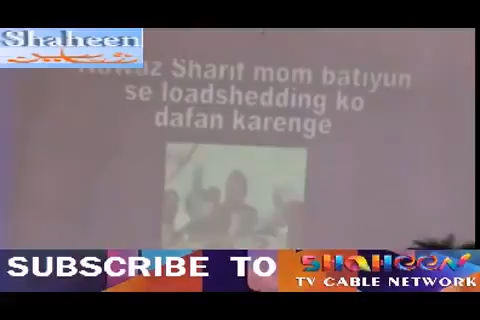 Shaheen
Nawaz Sharif mom batiyun
se loadshedding ko
dafan karenge
SUBSCRIBE TO SHAHEEN
TV CABLE NETWORK